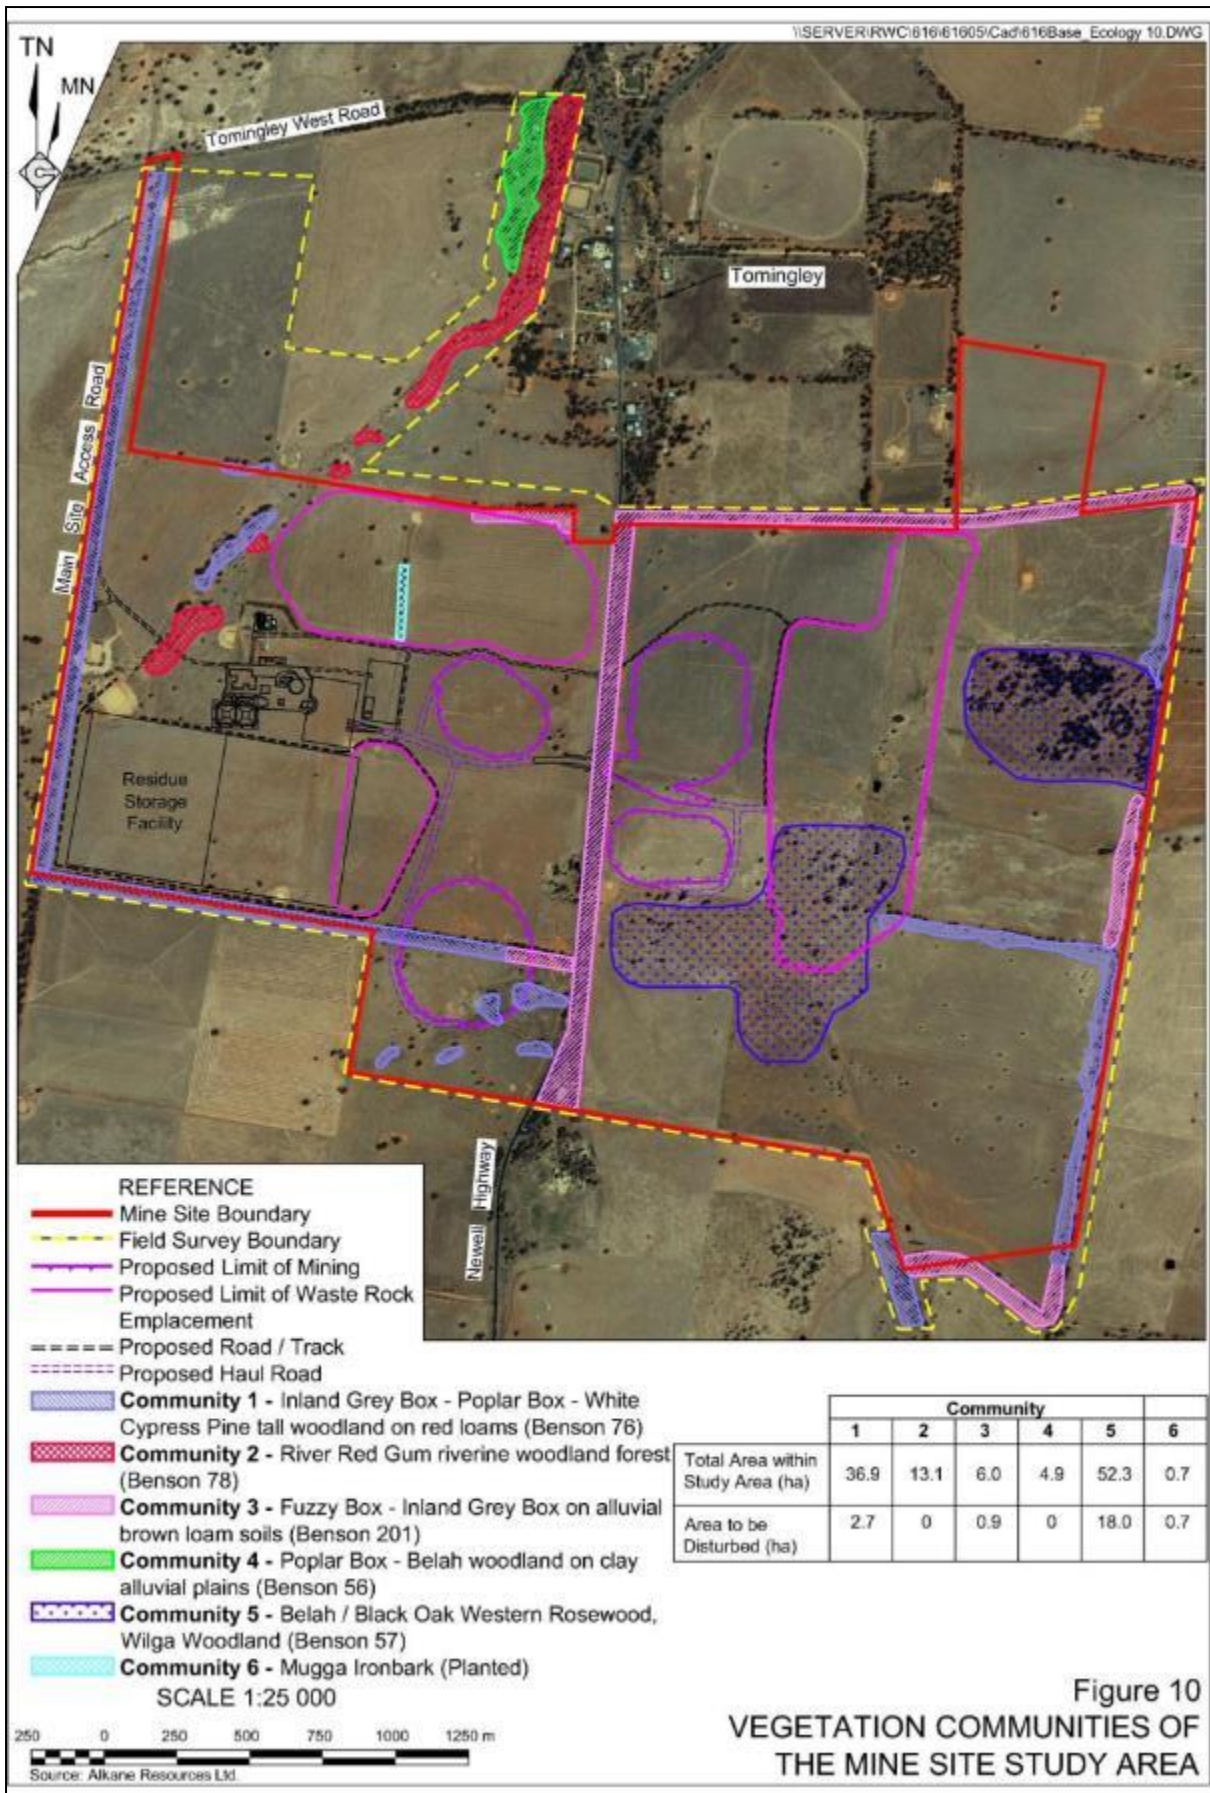 \\SERVER\RWC\616\61605\Cad\616Base_Ecology 10.DWG
TN
MN
Tomingley West Road
Tomingley
Main Site Access Road
Residue
Storage
Facility
Newell Highway
REFERENCE
Mine Site Boundary
Field Survey Boundary
Proposed Limit of Mining
Proposed Limit of Waste Rock
Emplacement
Proposed Road / Track
Proposed Haul Road
Community 1 - Inland Grey Box - Poplar Box - White
Cypress Pine tall woodland on red loams (Benson 76)
Community 2 - River Red Gum riverine woodland forest
(Benson 78)
Community 3 - Fuzzy Box - Inland Grey Box on alluvial
brown loam soils (Benson 201)
Community 4 - Poplar Box - Belah woodland on clay
alluvial plains (Benson 56)
Community 5 - Belah / Black Oak Western Rosewood,
Wilga Woodland (Benson 57)
Community 6 - Mugga Ironbark (Planted)
SCALE 1:25 000
250 0 250 500 750 1000 1250 m
Source: Alkane Resources Ltd.
Community
1 2 3 4 5 6
Total Area within
Study Area (ha)
36.9 13.1 6.0 4.9 52.3 0.7
Area to be
Disturbed (ha)
2.7 0 0.9 0 18.0 0.7
Figure 10
VEGETATION COMMUNITIES OF
THE MINE SITE STUDY AREA